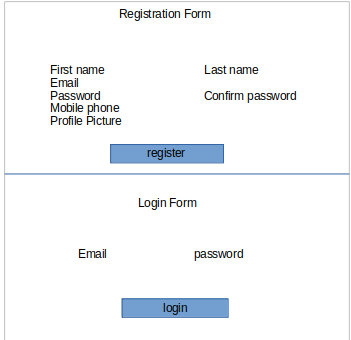 Registration Form
First name Last name
Email
Password Confirm password
Mobile phone
Profile Picture
register
Login Form
Email password
login